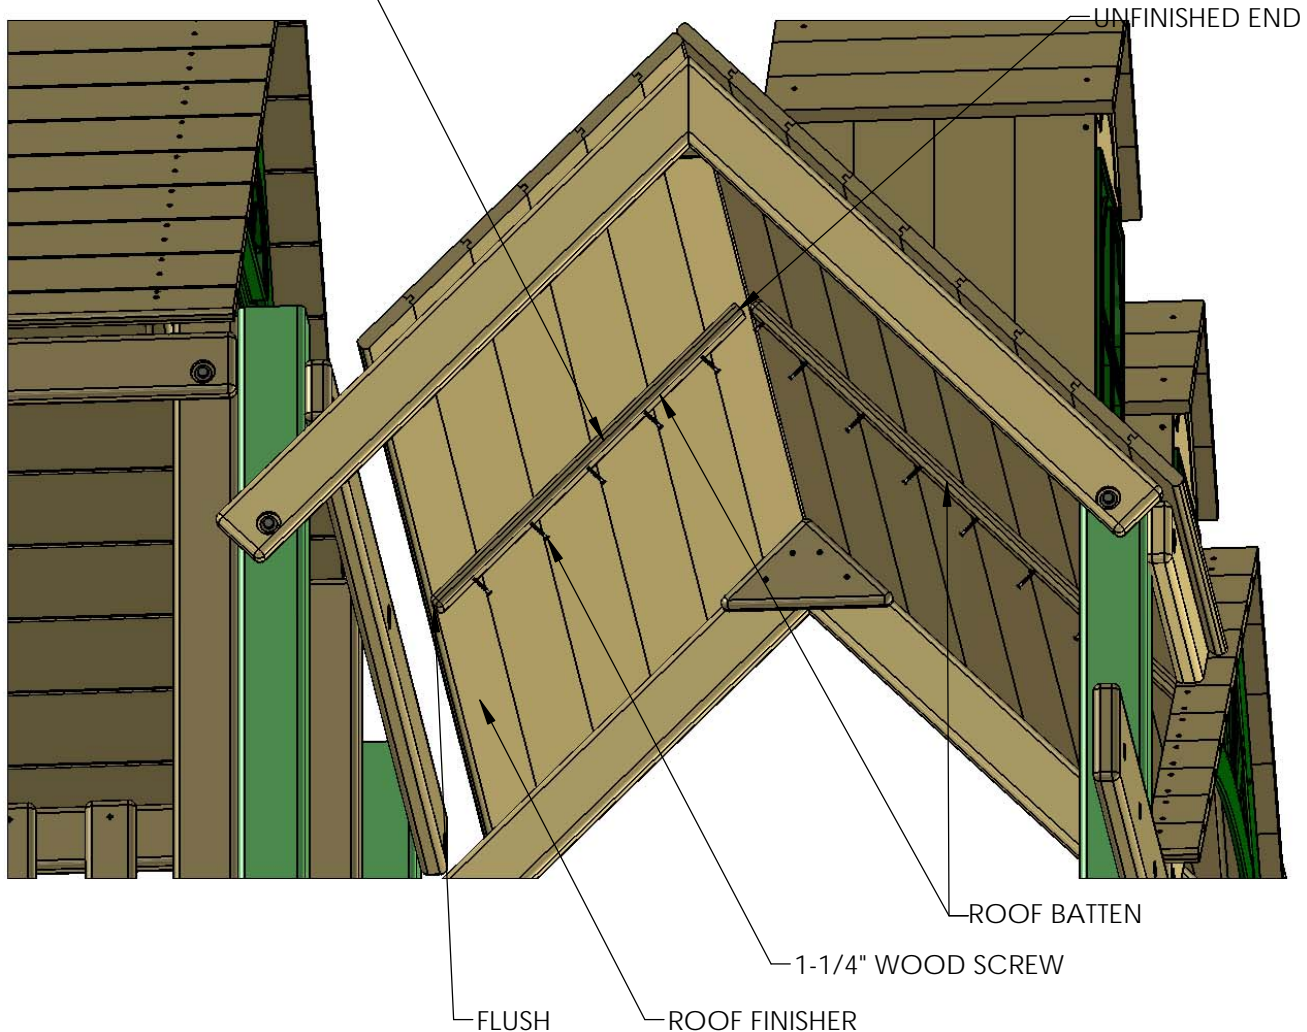 UNFINISHED END
ROOF BATTEN
1-1/4" WOOD SCREW
FLUSH
ROOF FINISHER